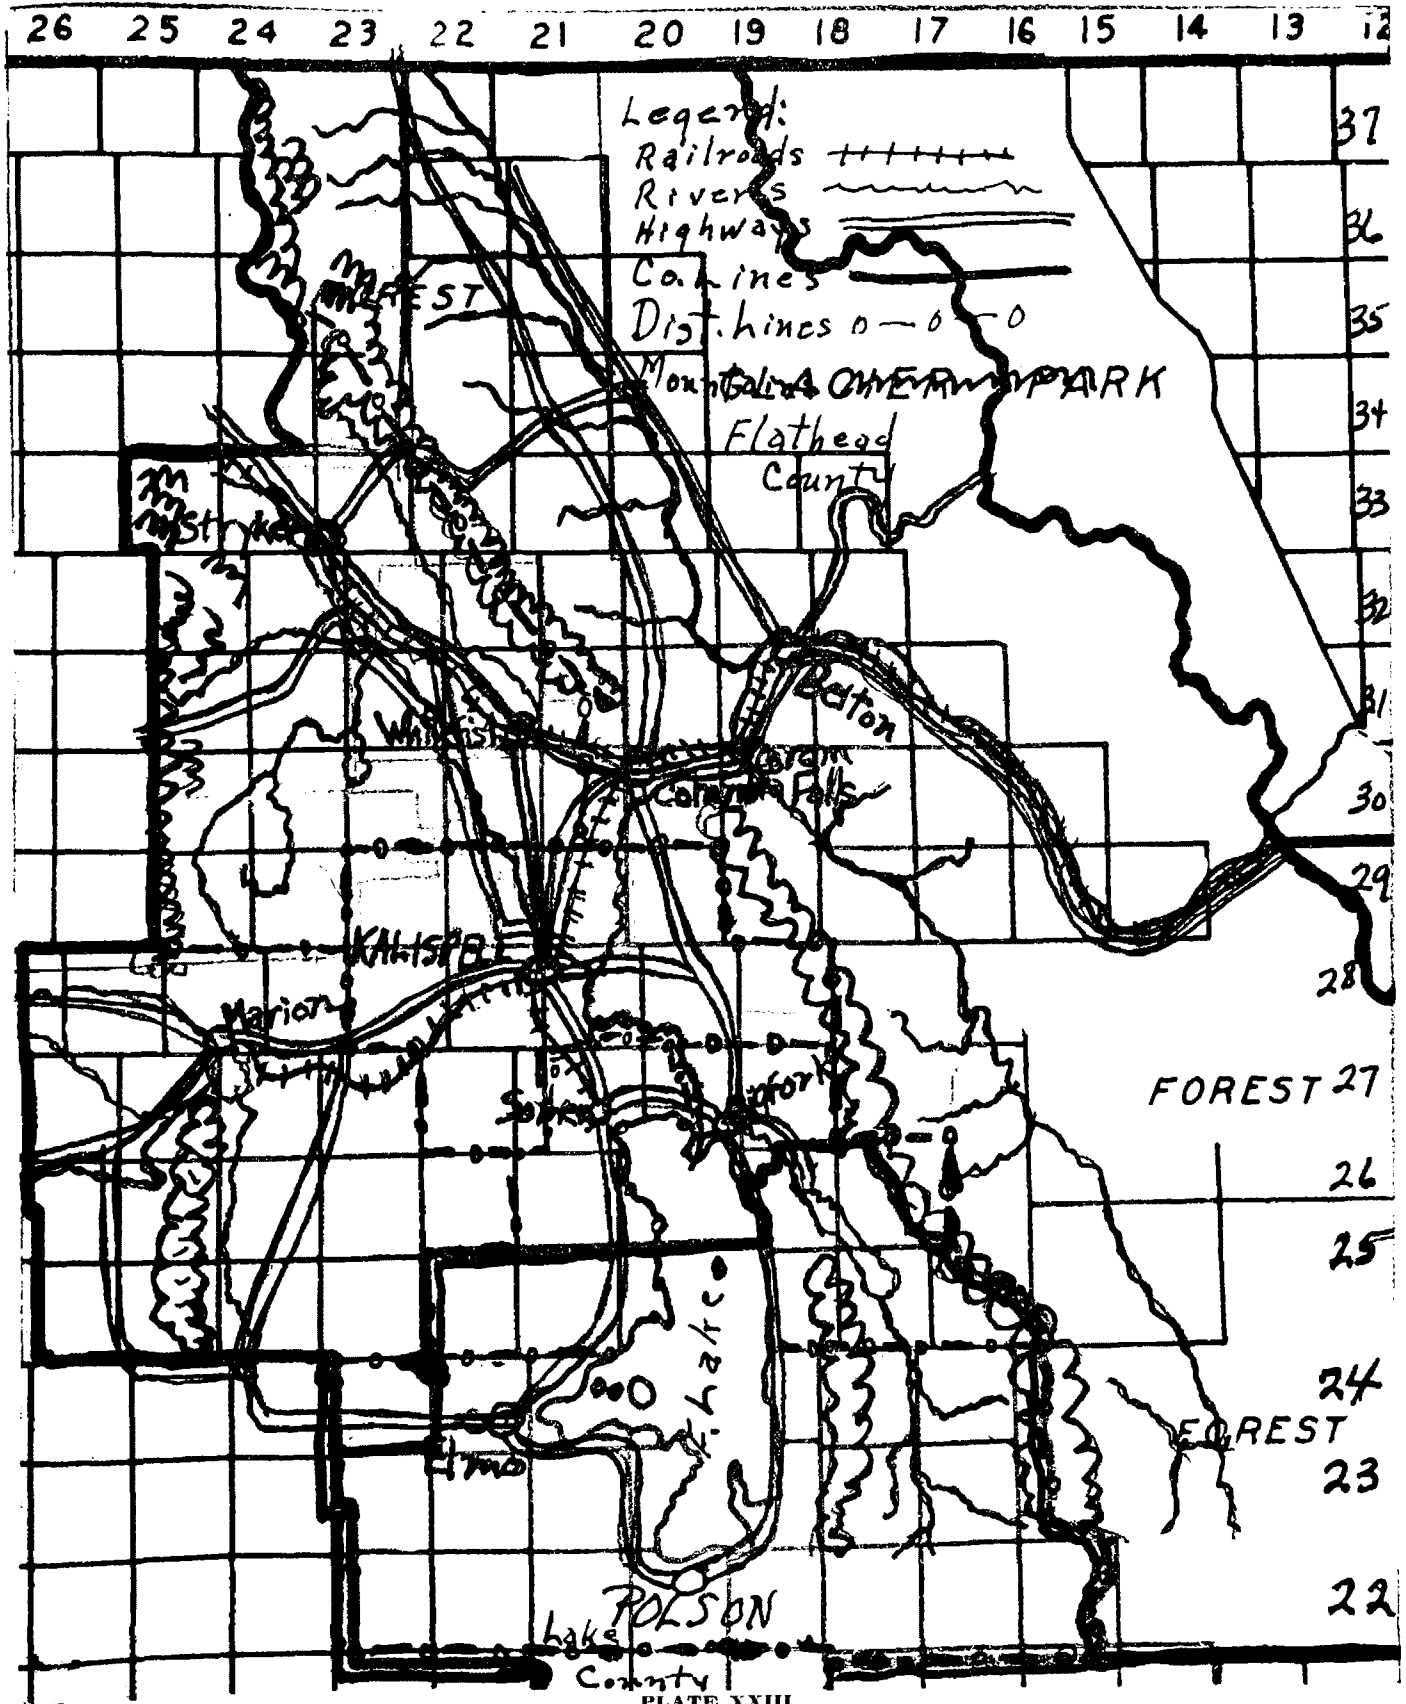 26 25 24 23 22 21 20 19 18 17 16 15 14 13 12
Legend:
Railroads
Rivers
Highways
Co. Lines
Dist. Lines
37
36
35
34
33
32
31
30
29
28
27
26
25
24
23
22
PARK
Flathead
County
Stryker
Belton
Coram
Columbia Falls
KALISPELL
Marion
Somers
FOREST
F. Lake
FOREST
Elmo
POLSON
Lake
County
PLATE XXIII